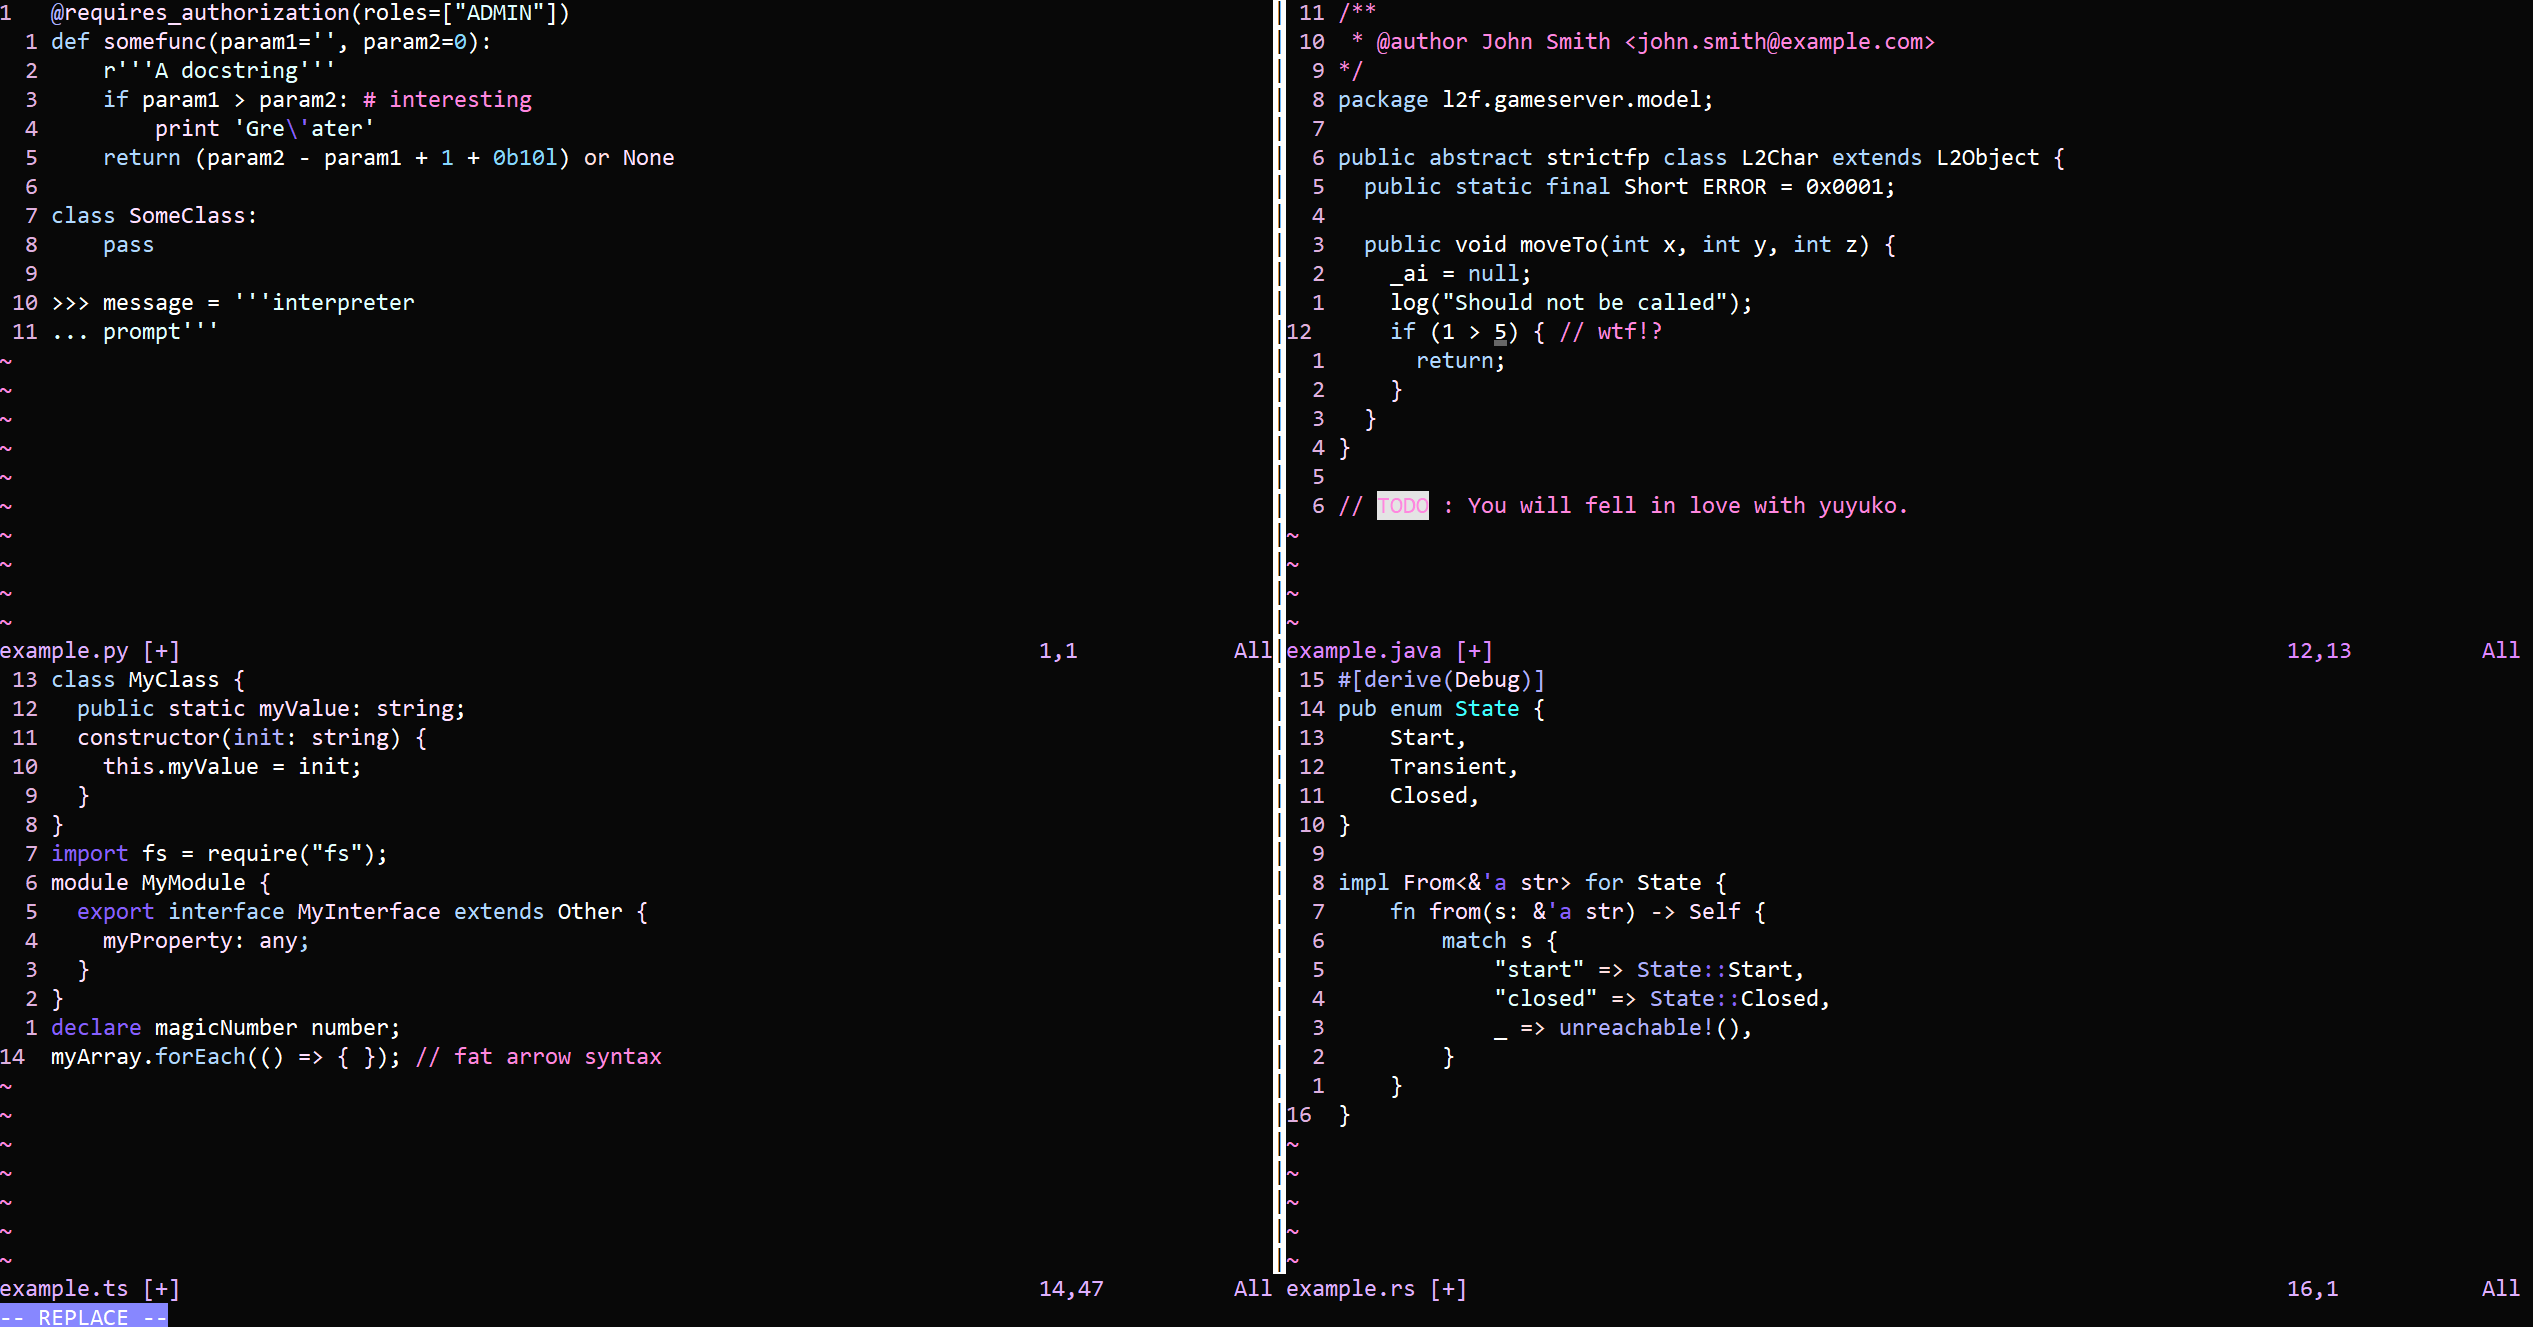 1   @requires_authorization(roles=["ADMIN"])
  1 def somefunc(param1='', param2=0):
  2     r'''A docstring'''
  3     if param1 > param2: # interesting
  4         print 'Gre\'ater'
  5     return (param2 - param1 + 1 + 0b10l) or None
  6
  7 class SomeClass:
  8     pass
  9
 10 >>> message = '''interpreter
 11 ... prompt'''
~
~
~
~
~
~
~
~
~
~
example.py [+] 1,1 All
 11 /**
 10  * @author John Smith <john.smith@example.com>
  9 */
  8 package l2f.gameserver.model;
  7
  6 public abstract strictfp class L2Char extends L2Object {
  5   public static final Short ERROR = 0x0001;
  4
  3   public void moveTo(int x, int y, int z) {
  2     _ai = null;
  1     log("Should not be called");
12      if (1 > 5) { // wtf!?
  1       return;
  2     }
  3   }
  4 }
  5
  6 // TODO : You will fell in love with yuyuko.
~
~
~
~
example.java [+] 12,13 All
 13 class MyClass {
 12   public static myValue: string;
 11   constructor(init: string) {
 10     this.myValue = init;
  9   }
  8 }
  7 import fs = require("fs");
  6 module MyModule {
  5   export interface MyInterface extends Other {
  4     myProperty: any;
  3   }
  2 }
  1 declare magicNumber number;
14  myArray.forEach(() => { }); // fat arrow syntax
~
~
~
~
~
~
~
example.ts [+] 14,47 All
 15 #[derive(Debug)]
 14 pub enum State {
 13     Start,
 12     Transient,
 11     Closed,
 10 }
  9
  8 impl From<&'a str> for State {
  7     fn from(s: &'a str) -> Self {
  6         match s {
  5             "start" => State::Start,
  4             "closed" => State::Closed,
  3             _ => unreachable!(),
  2         }
  1     }
16  }
~
~
~
~
~
example.rs [+] 16,1 All
-- REPLACE --